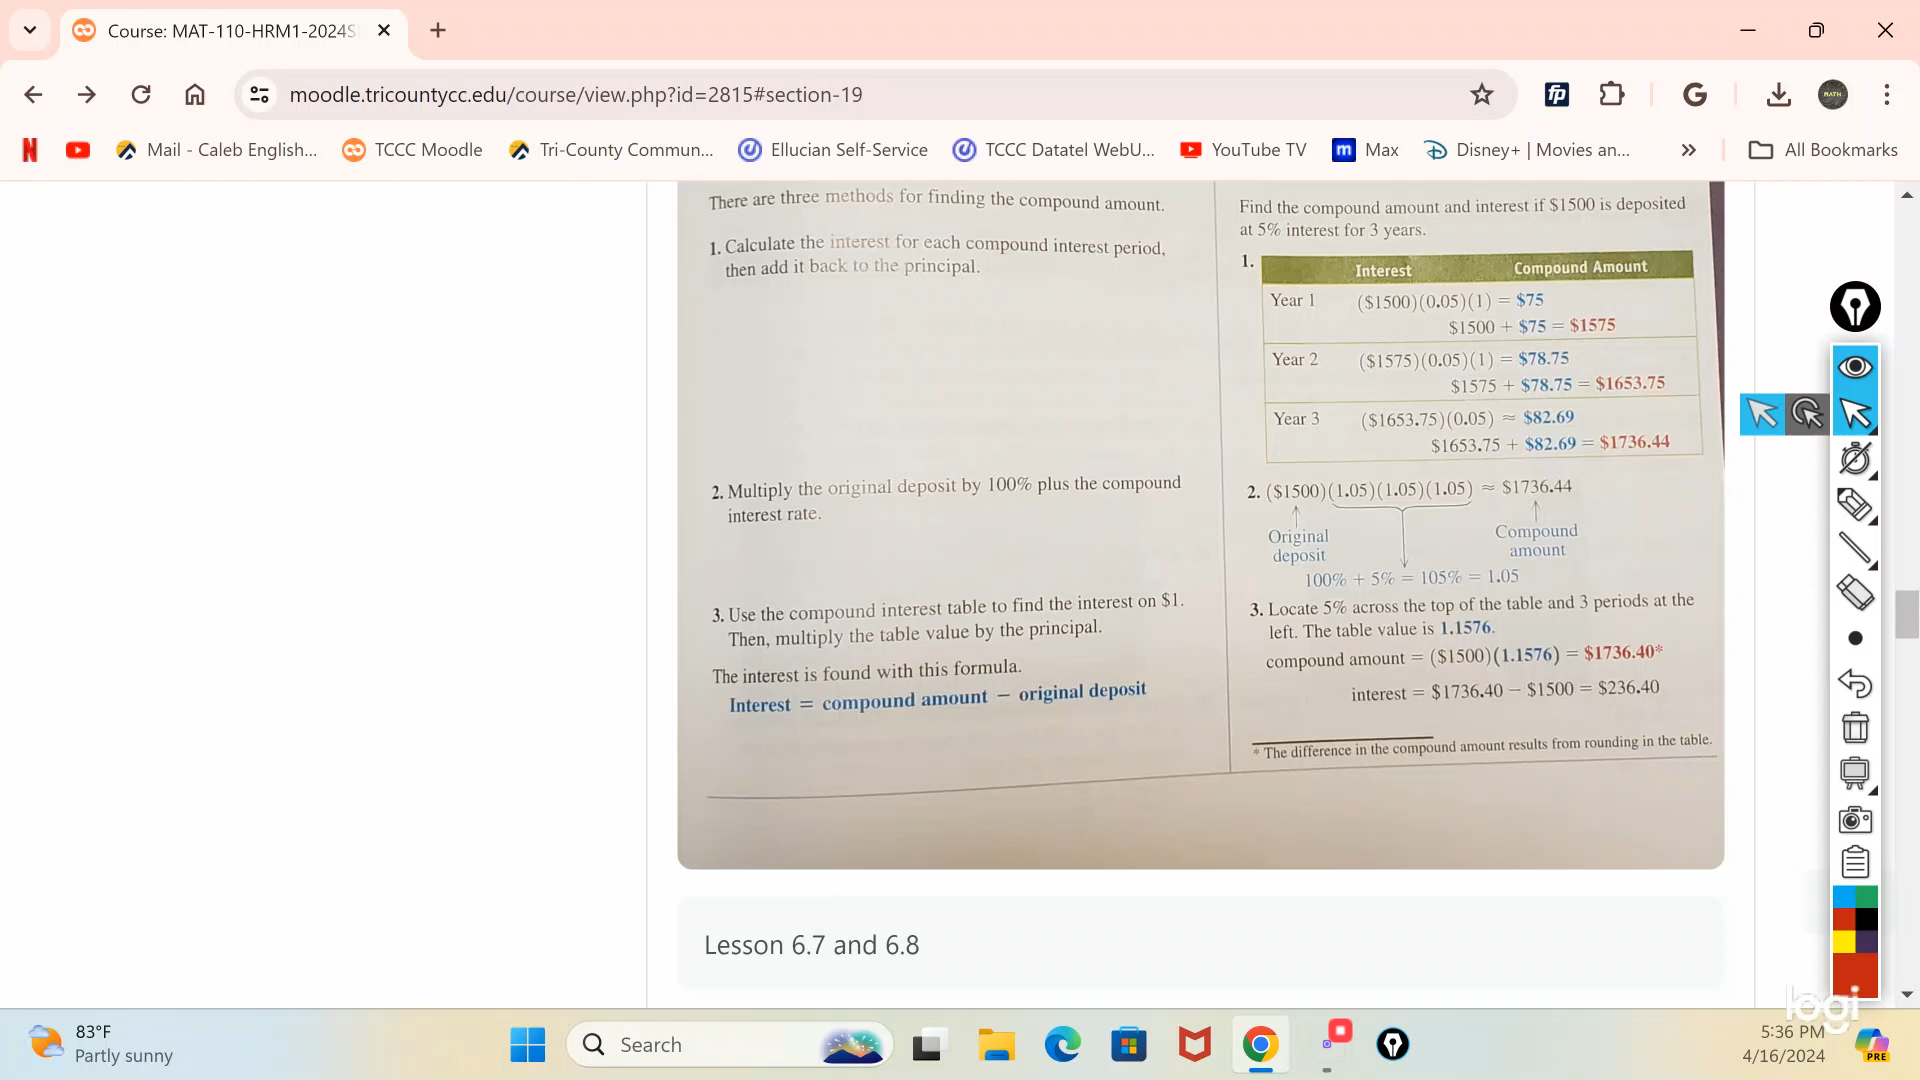 Course: MAT-110-HRM1-2024S
moodle.tricountycc.edu/course/view.php?id=2815#section-19
Mail - Caleb English...
TCCC Moodle
Tri-County Commun...
Ellucian Self-Service
TCCC Datatel WebU...
YouTube TV
Max
Disney+ | Movies an...
All Bookmarks
There are three methods for finding the compound amount.
1. Calculate the interest for each compound interest period,
then add it back to the principal.
2. Multiply the original deposit by 100% plus the compound
interest rate.
3. Use the compound interest table to find the interest on $1.
Then, multiply the table value by the principal.
The interest is found with this formula.
Interest = compound amount − original deposit
Find the compound amount and interest if $1500 is deposited
at 5% interest for 3 years.
1.
Interest Compound Amount
Year 1 ($1500)(0.05)(1) = $75
$1500 + $75 = $1575
Year 2 ($1575)(0.05)(1) = $78.75
$1575 + $78.75 = $1653.75
Year 3 ($1653.75)(0.05) ≈ $82.69
$1653.75 + $82.69 = $1736.44
2. ($1500)(1.05)(1.05)(1.05) ≈ $1736.44
Original Compound
deposit amount
100% + 5% = 105% = 1.05
3. Locate 5% across the top of the table and 3 periods at the
left. The table value is 1.1576.
compound amount = ($1500)(1.1576) = $1736.40*
interest = $1736.40 − $1500 = $236.40
* The difference in the compound amount results from rounding in the table.
Lesson 6.7 and 6.8
logi
83°F
Partly sunny
Search
5:36 PM
4/16/2024
PRE